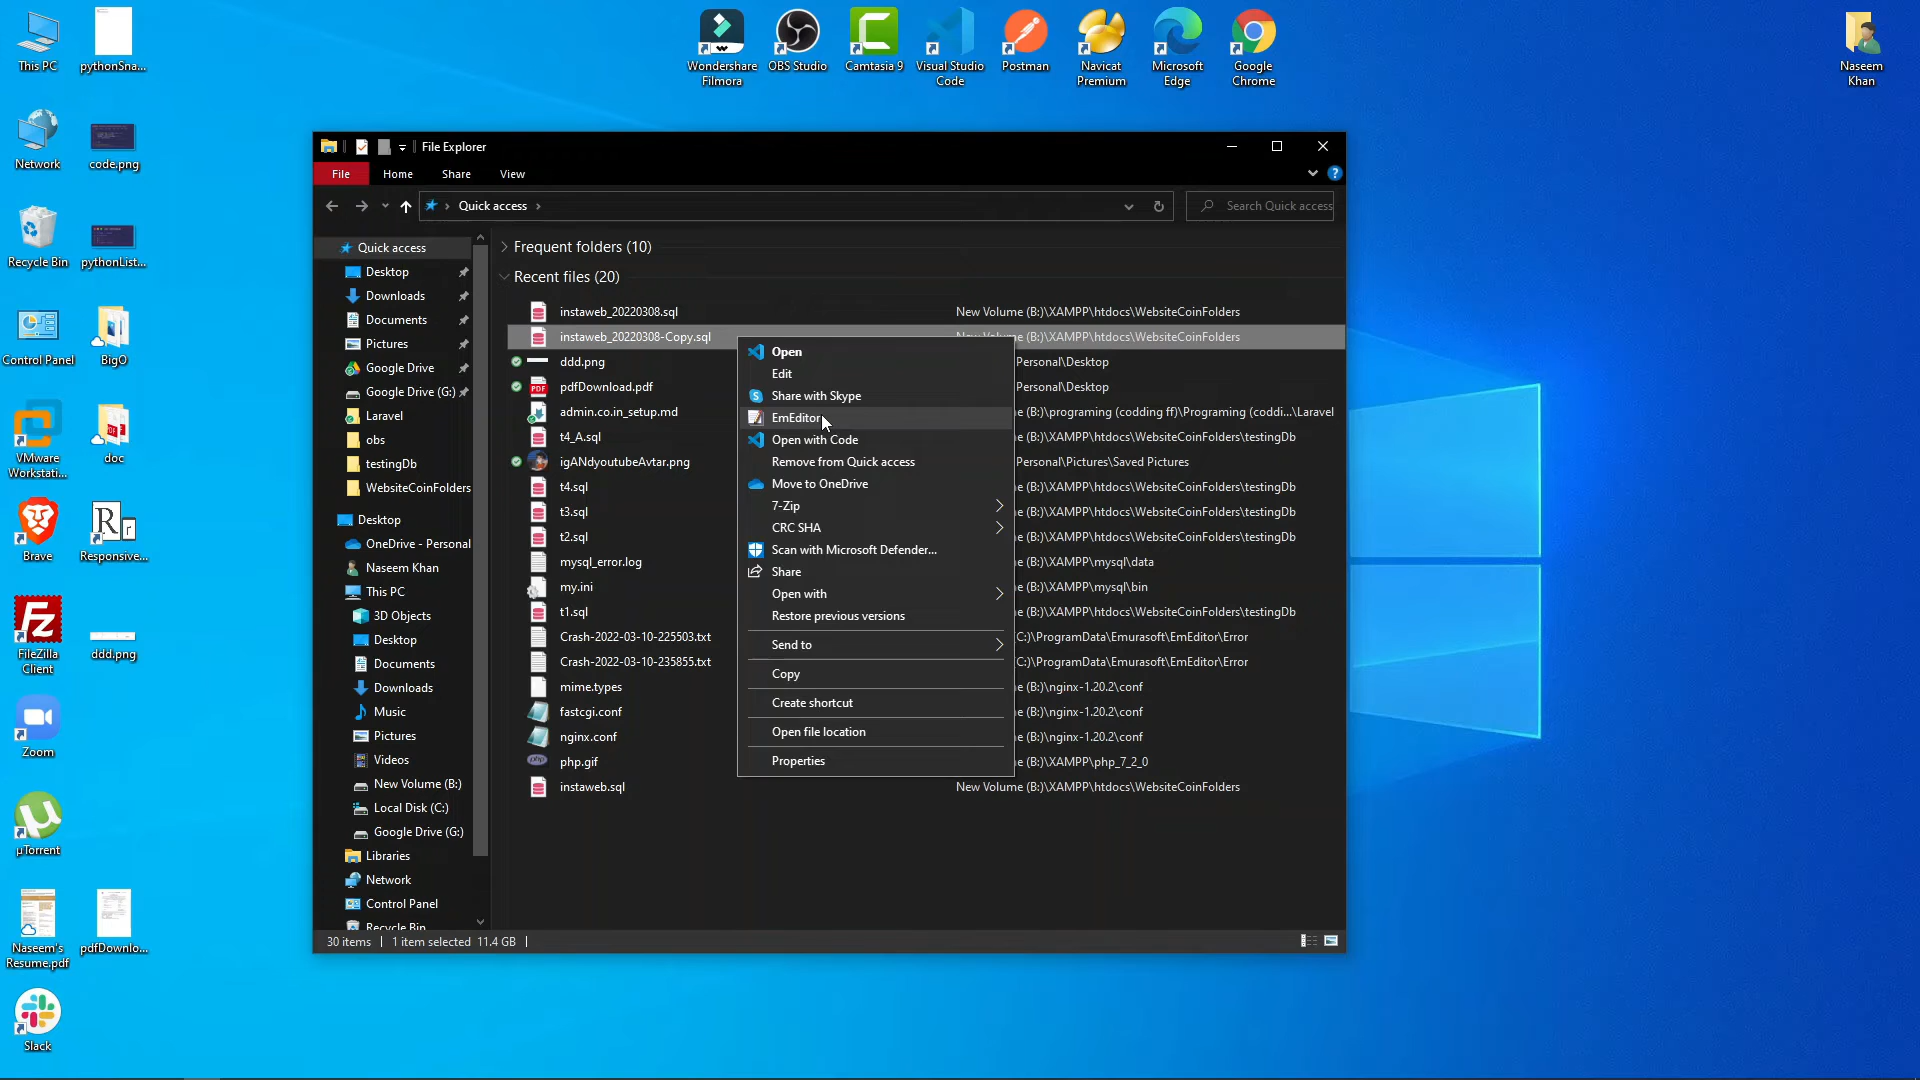 This PC
pythonSna...
Network
code.png
Recycle Bin
pythonList...
Control Panel
BigO
VMware
Workstati...
doc
Brave
Responsive...
FileZilla
Client
ddd.png
Zoom
µTorrent
Naseem's
Resume.pdf
pdfDownlo...
Slack
Wondershare
Filmora
OBS Studio
Camtasia 9
Visual Studio
Code
Postman
Navicat
Premium
Microsoft
Edge
Google
Chrome
Naseem
Khan
File Explorer
File
Home
Share
View
Quick access
Search Quick access
Quick access
Desktop
Downloads
Documents
Pictures
Google Drive
Google Drive (G:)
Laravel
obs
testingDb
WebsiteCoinFolders
Desktop
OneDrive - Personal
Naseem Khan
This PC
3D Objects
Desktop
Documents
Downloads
Music
Pictures
Videos
New Volume (B:)
Local Disk (C:)
Google Drive (G:)
Libraries
Network
Control Panel
Recycle Bin
Frequent folders (10)
Recent files (20)
instaweb_20220308.sql New Volume (B:)\XAMPP\htdocs\WebsiteCoinFolders
instaweb_20220308-Copy.sql New Volume (B:)\XAMPP\htdocs\WebsiteCoinFolders
ddd.png Personal\Desktop
pdfDownload.pdf Personal\Desktop
admin.co.in_setup.md e (B:)\programing (codding ff)\Programing (coddi...\Laravel
t4_A.sql e (B:)\XAMPP\htdocs\WebsiteCoinFolders\testingDb
igANdyoutubeAvtar.png Personal\Pictures\Saved Pictures
t4.sql e (B:)\XAMPP\htdocs\WebsiteCoinFolders\testingDb
t3.sql e (B:)\XAMPP\htdocs\WebsiteCoinFolders\testingDb
t2.sql e (B:)\XAMPP\htdocs\WebsiteCoinFolders\testingDb
mysql_error.log e (B:)\XAMPP\mysql\data
my.ini e (B:)\XAMPP\mysql\bin
t1.sql e (B:)\XAMPP\htdocs\WebsiteCoinFolders\testingDb
Crash-2022-03-10-225503.txt C:)\ProgramData\Emurasoft\EmEditor\Error
Crash-2022-03-10-235855.txt C:)\ProgramData\Emurasoft\EmEditor\Error
mime.types e (B:)\nginx-1.20.2\conf
fastcgi.conf e (B:)\nginx-1.20.2\conf
nginx.conf e (B:)\nginx-1.20.2\conf
php.gif e (B:)\XAMPP\php_7_2_0
instaweb.sql New Volume (B:)\XAMPP\htdocs\WebsiteCoinFolders
Open
Edit
Share with Skype
EmEditor
Open with Code
Remove from Quick access
Move to OneDrive
7-Zip
CRC SHA
Scan with Microsoft Defender...
Share
Open with
Restore previous versions
Send to
Copy
Create shortcut
Open file location
Properties
30 items
1 item selected 11.4 GB